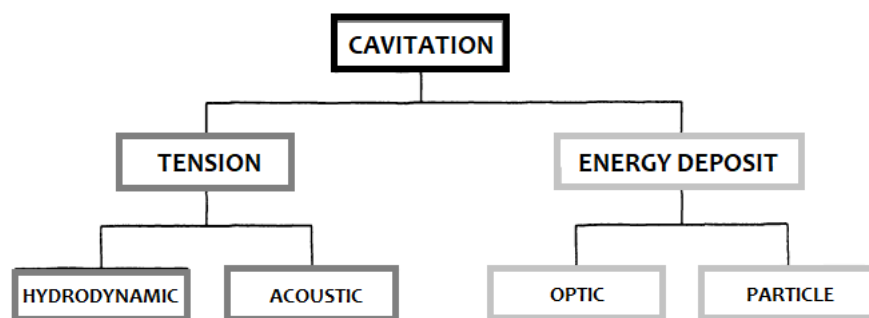 CAVITATION
TENSION
ENERGY DEPOSIT
HYDRODYNAMIC
ACOUSTIC
OPTIC
PARTICLE